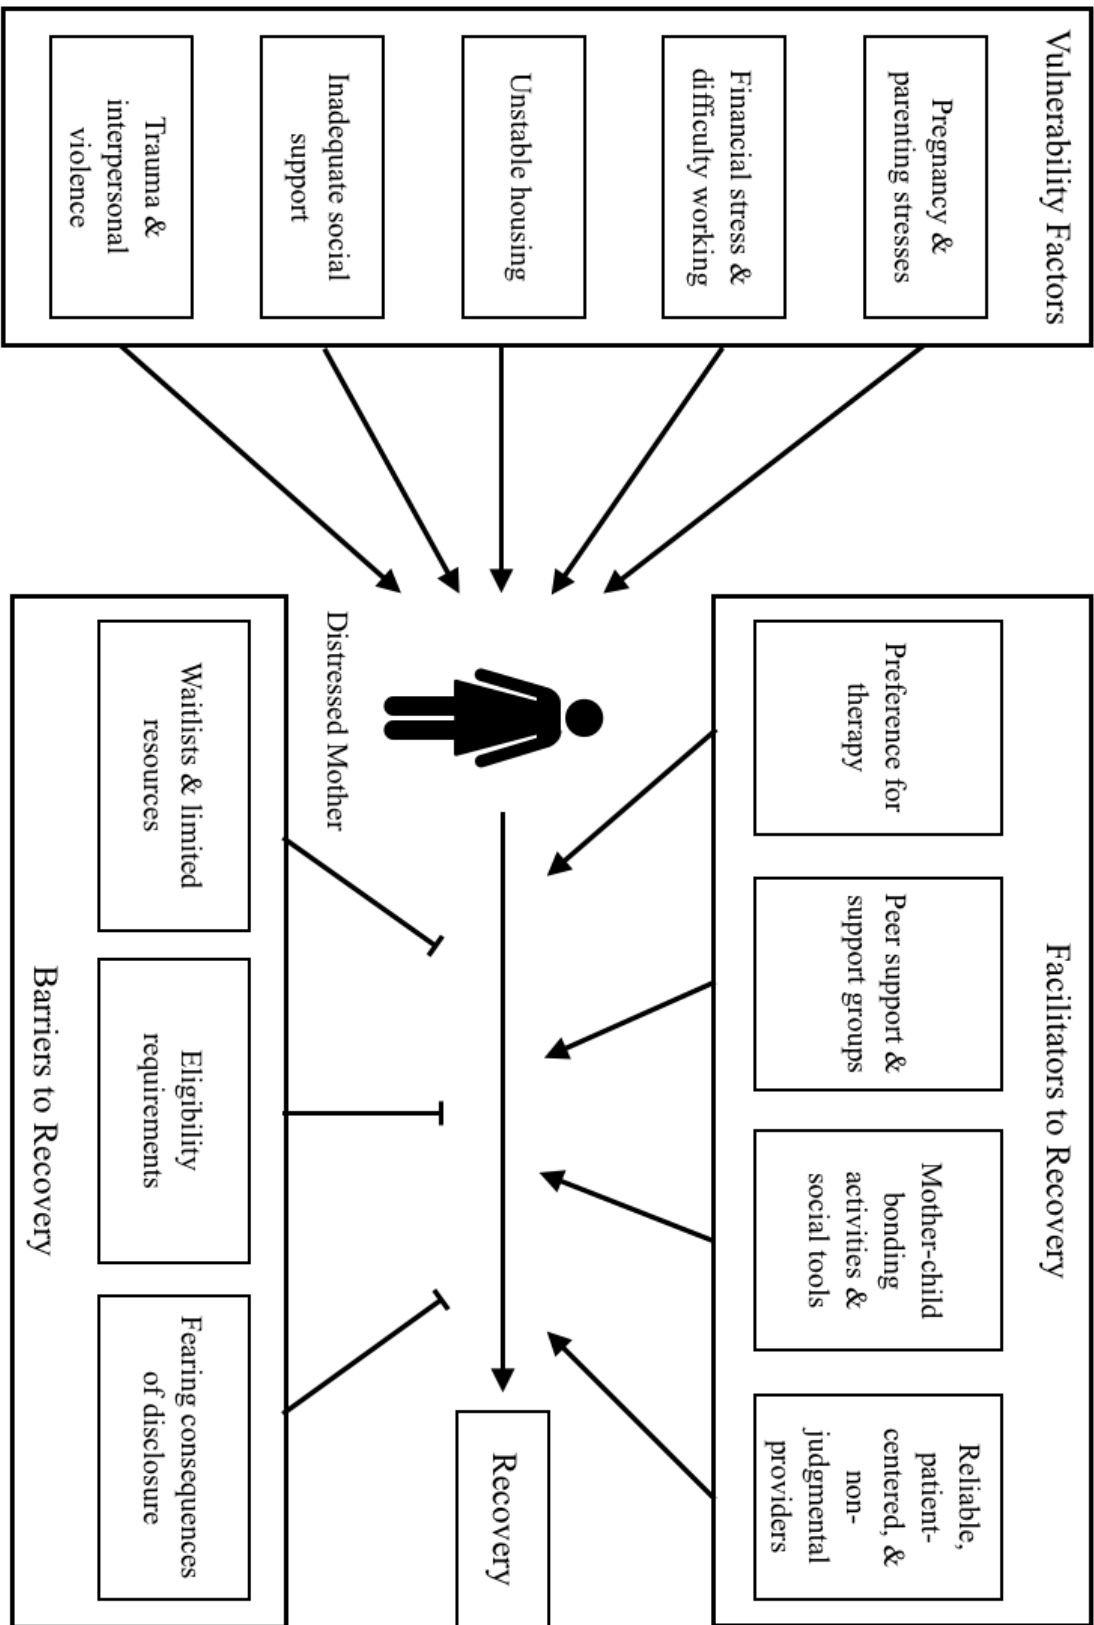 Vulnerability Factors
Pregnancy &
parenting stresses
Financial stress &
difficulty working
Unstable housing
Inadequate social
support
Trauma &
interpersonal
violence
Facilitators to Recovery
Preference for
therapy
Peer support &
support groups
Mother-child
bonding
activities &
social tools
Reliable,
patient-
centered, &
non-
judgmental
providers
Distressed Mother
Recovery
Waitlists & limited
resources
Eligibility
requirements
Fearing consequences
of disclosure
Barriers to Recovery